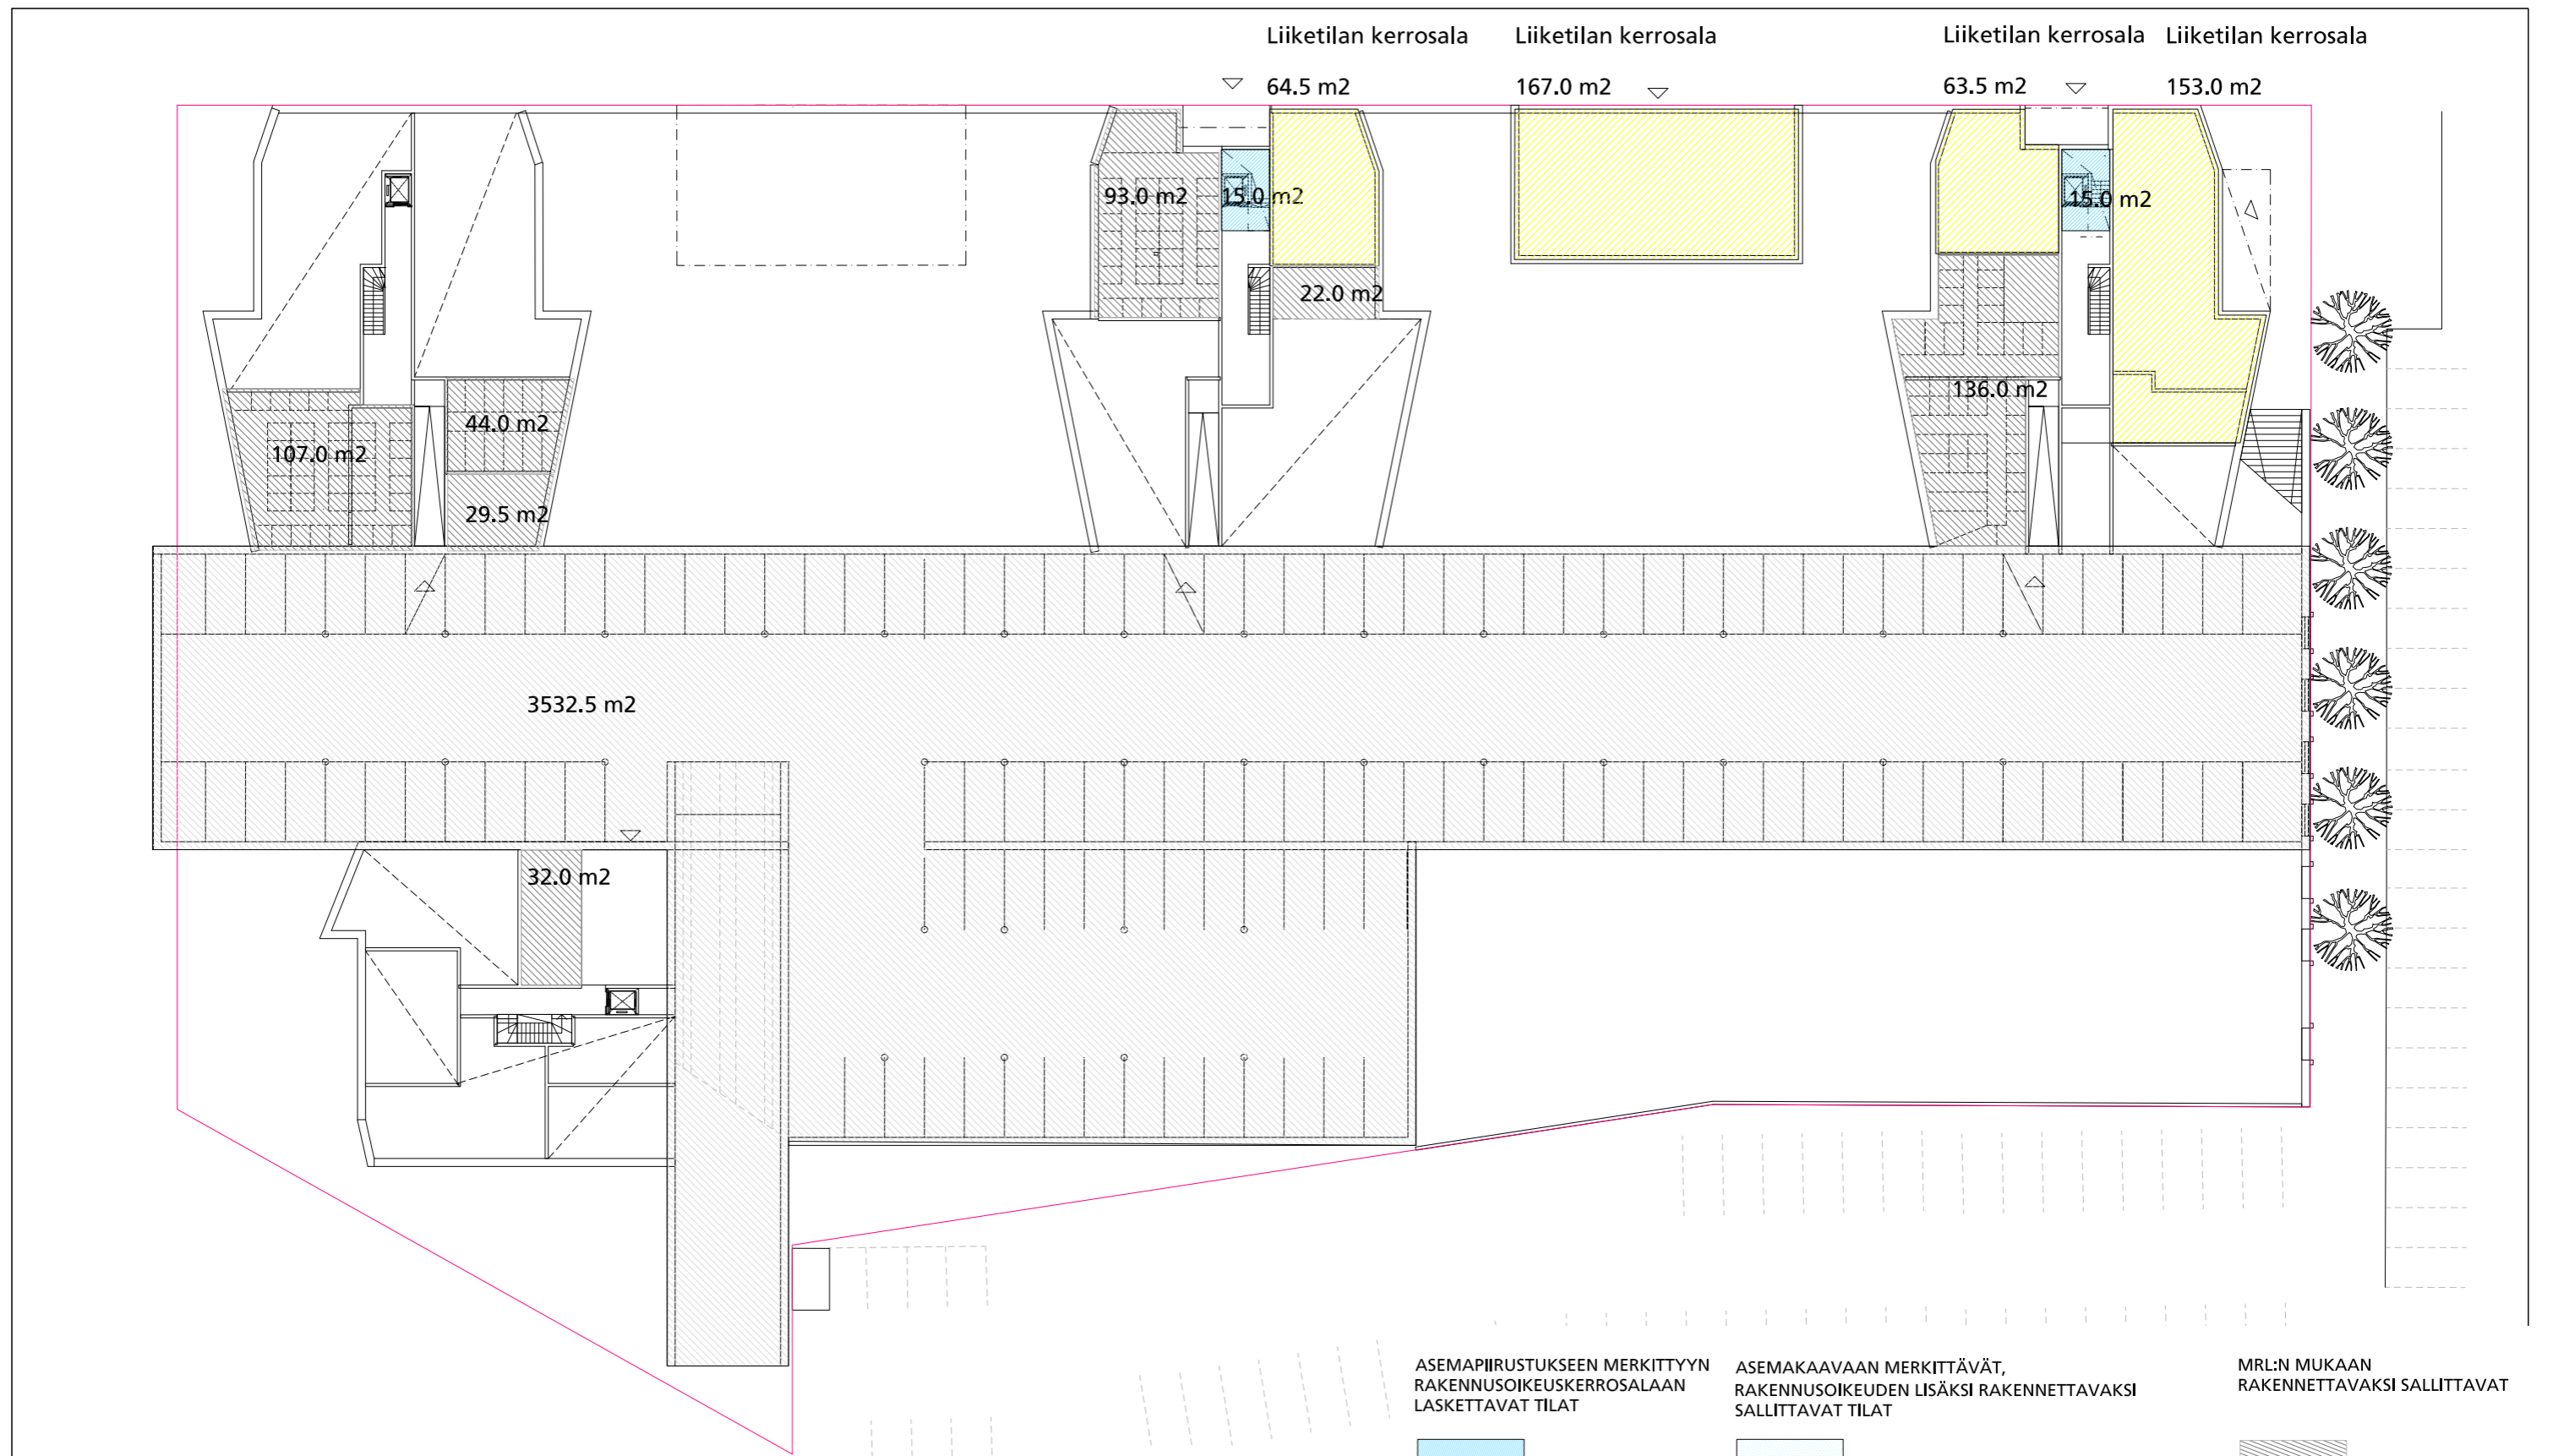 Liiketilan kerrosala Liiketilan kerrosala Liiketilan kerrosala Liiketilan kerrosala
64.5 m2 167.0 m2 63.5 m2 153.0 m2
93.0 m2 15.0 m2 15.0 m2
22.0 m2
136.0 m2
44.0 m2
107.0 m2
29.5 m2
3532.5 m2
32.0 m2
ASEMAPIIRUSTUKSEEN MERKITTYYN
RAKENNUSOIKEUSKERROSALAAN
LASKETTAVAT TILAT
ASEMAKAAVAAN MERKITTÄVÄT,
RAKENNUSOIKEUDEN LISÄKSI RAKENNETTAVAKSI
SALLITTAVAT TILAT
MRL:N MUKAAN
RAKENNETTAVAKSI SALLITTAVAT